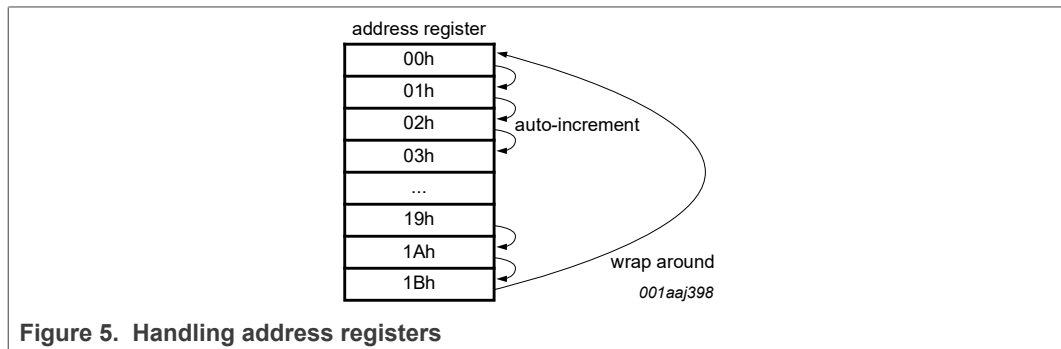 address register
00h
01h
02h
auto-increment
03h
...
19h
1Ah
wrap around
1Bh
001aaj398
Figure 5. Handling address registers